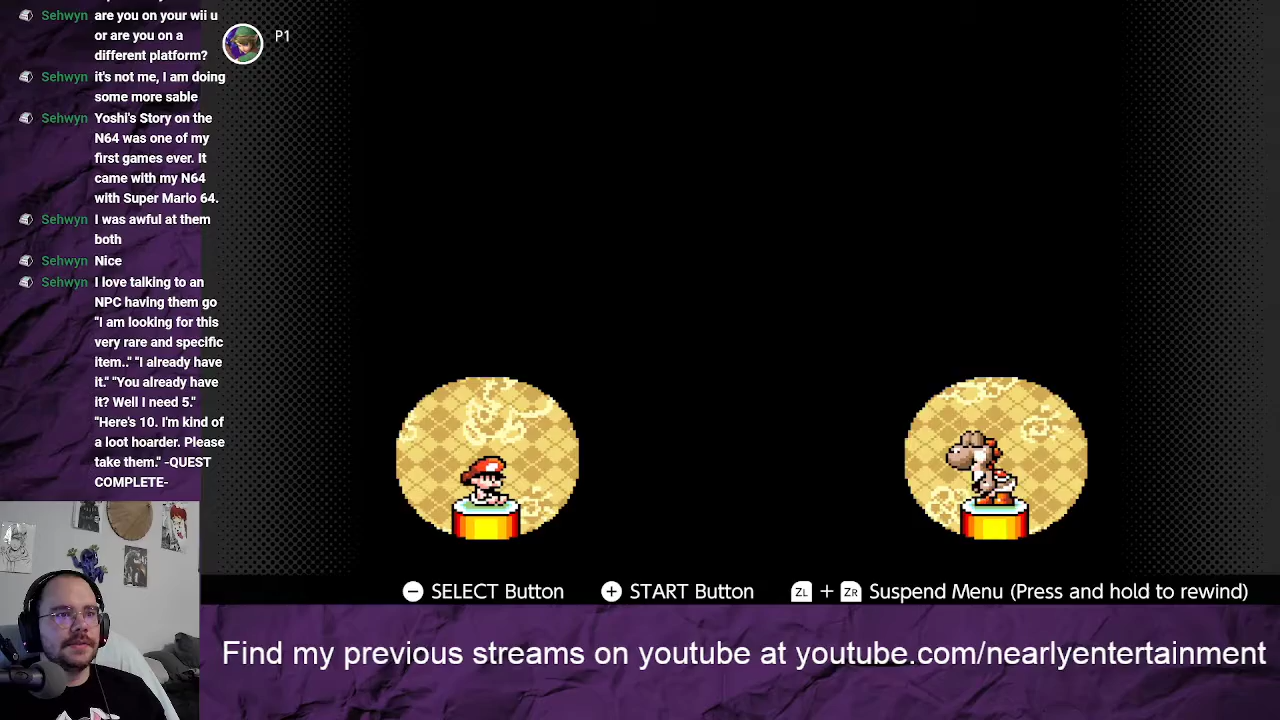 Sehwyn are you on your wii u
or are you on a
different platform?
Sehwyn it's not me, I am doing
some more sable
Sehwyn Yoshi's Story on the
N64 was one of my
first games ever. It
came with my N64
with Super Mario 64.
Sehwyn I was awful at them
both
Sehwyn Nice
Sehwyn I love talking to an
NPC having them go
"I am looking for this
very rare and specific
item.." "I already have
it." "You already have
it? Well I need 5."
"Here's 10. I'm kind of
a loot hoarder. Please
take them." -QUEST
COMPLETE-
P1
SELECT Button
START Button
ZL + ZR Suspend Menu (Press and hold to rewind)
Find my previous streams on youtube at youtube.com/nearlyentertainment